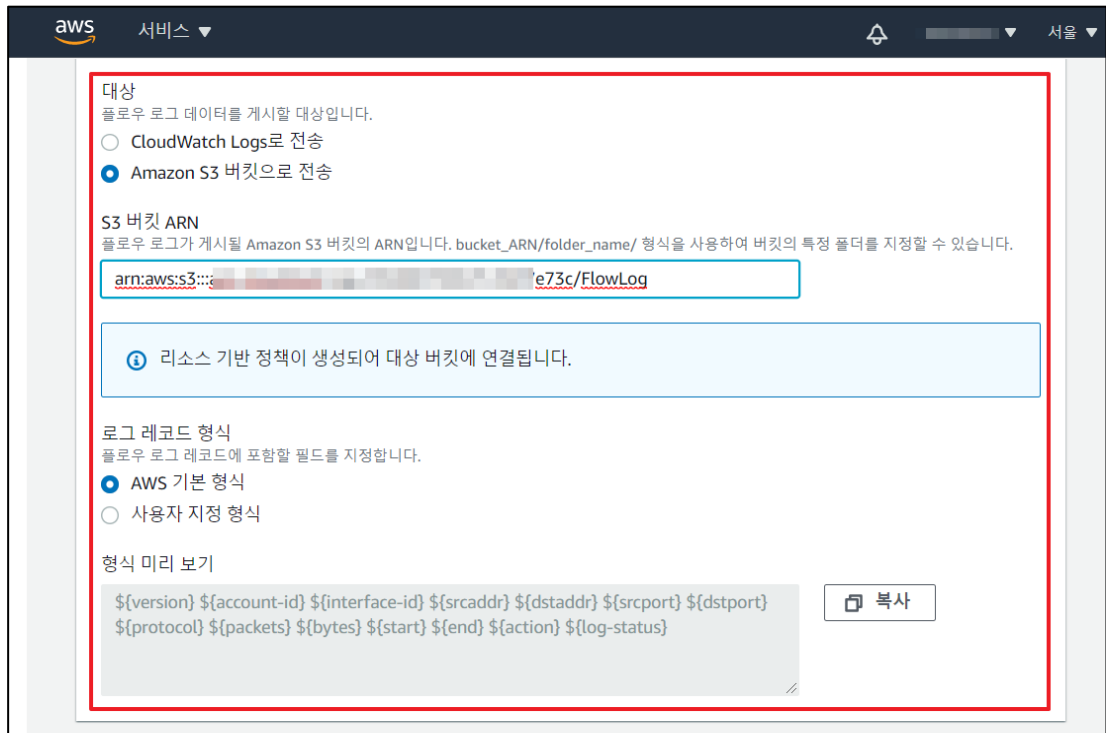 aws 서비스 ▼ ▼ 서울 ▼
대상
플로우 로그 데이터를 게시할 대상입니다.
CloudWatch Logs로 전송
Amazon S3 버킷으로 전송
S3 버킷 ARN
플로우 로그가 게시될 Amazon S3 버킷의 ARN입니다. bucket_ARN/folder_name/ 형식을 사용하여 버킷의 특정 폴더를 지정할 수 있습니다.
arn:aws:s3:::a e73c/FlowLog
리소스 기반 정책이 생성되어 대상 버킷에 연결됩니다.
로그 레코드 형식
플로우 로그 레코드에 포함할 필드를 지정합니다.
AWS 기본 형식
사용자 지정 형식
형식 미리 보기
${version} ${account-id} ${interface-id} ${srcaddr} ${dstaddr} ${srcport} ${dstport}
${protocol} ${packets} ${bytes} ${start} ${end} ${action} ${log-status}
복사